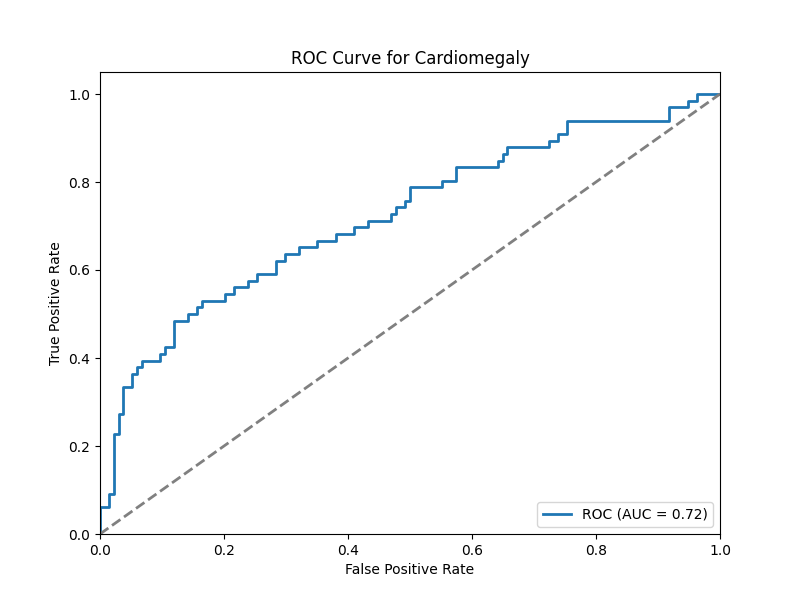 ROC Curve for Cardiomegaly
True Positive Rate
1.0
0.8
0.6
0.4
0.2
0.0
ROC (AUC = 0.72)
0.0 0.2 0.4 0.6 0.8 1.0
False Positive Rate